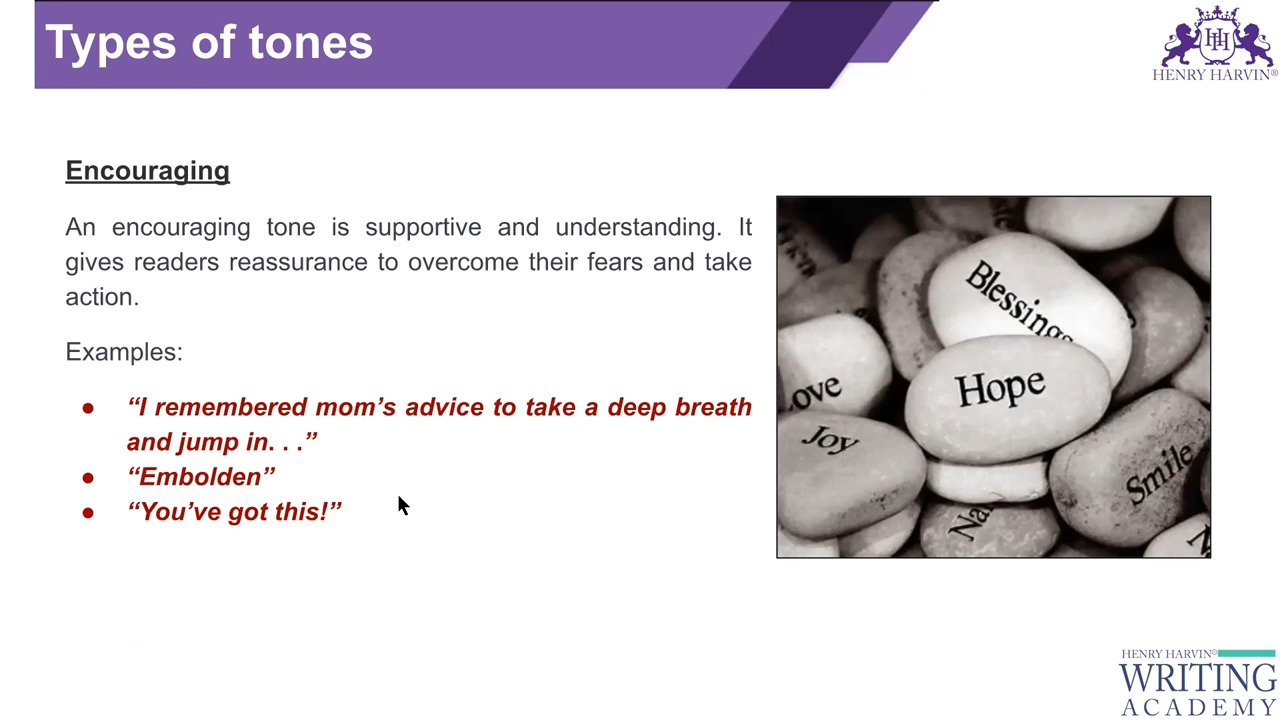 Types of tones
HENRY HARVIN®
Encouraging
An encouraging tone is supportive and understanding. It
gives readers reassurance to overcome their fears and take
action.
Examples:
● “I remembered mom’s advice to take a deep breath
and jump in. . .”
● “Embolden”
● “You’ve got this!”
Blessings
Hope
Love
Joy
Smile
Na
HENRY HARVIN®
WRITING
ACADEMY